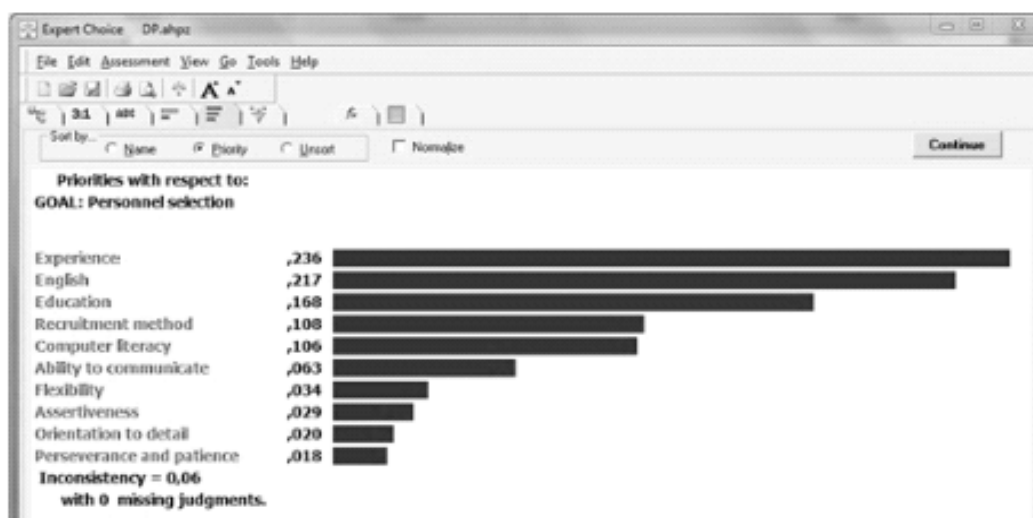 Expert Choice DP.ahpz
File Edit Assessment View Go Tools Help
A A
3:1 abc
Sort by... Name Priority Unsort Normalize Continue
Priorities with respect to:
GOAL: Personnel selection
Experience ,236
English ,217
Education ,168
Recruitment method ,108
Computer literacy ,106
Ability to communicate ,063
Flexibility ,034
Assertiveness ,029
Orientation to detail ,020
Perseverance and patience ,018
Inconsistency = 0,06
with 0 missing judgments.